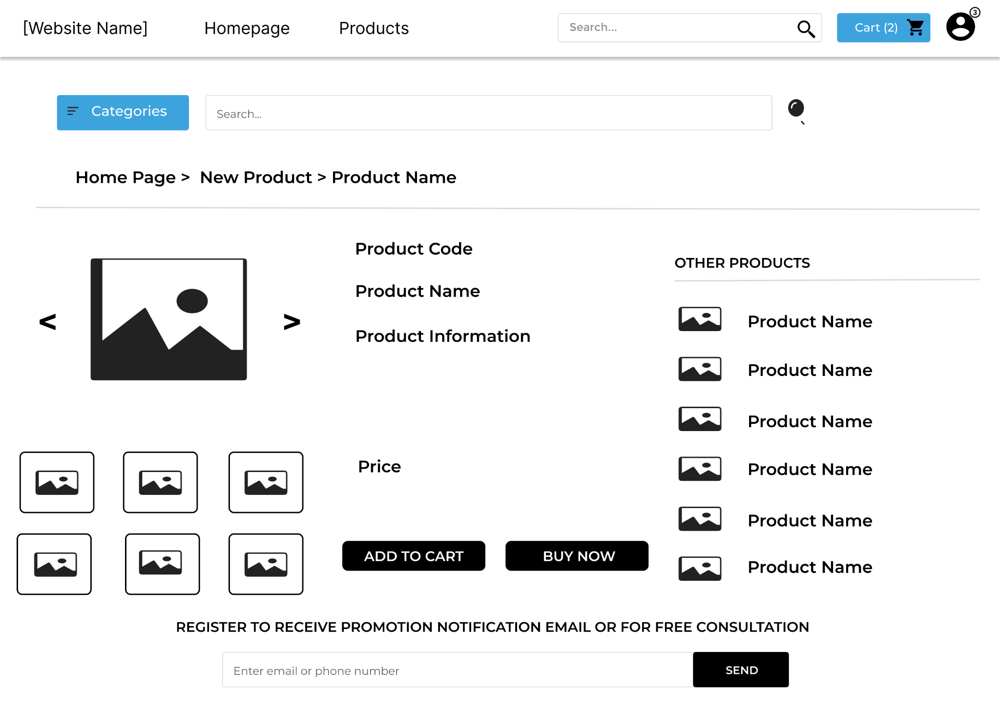 [Website Name] Homepage Products Search... Cart (2) 3
Categories Search...
Home Page > New Product > Product Name
Product Code
Product Name
Product Information
< >
Price
ADD TO CART BUY NOW
OTHER PRODUCTS
Product Name
Product Name
Product Name
Product Name
Product Name
Product Name
REGISTER TO RECEIVE PROMOTION NOTIFICATION EMAIL OR FOR FREE CONSULTATION
Enter email or phone number SEND